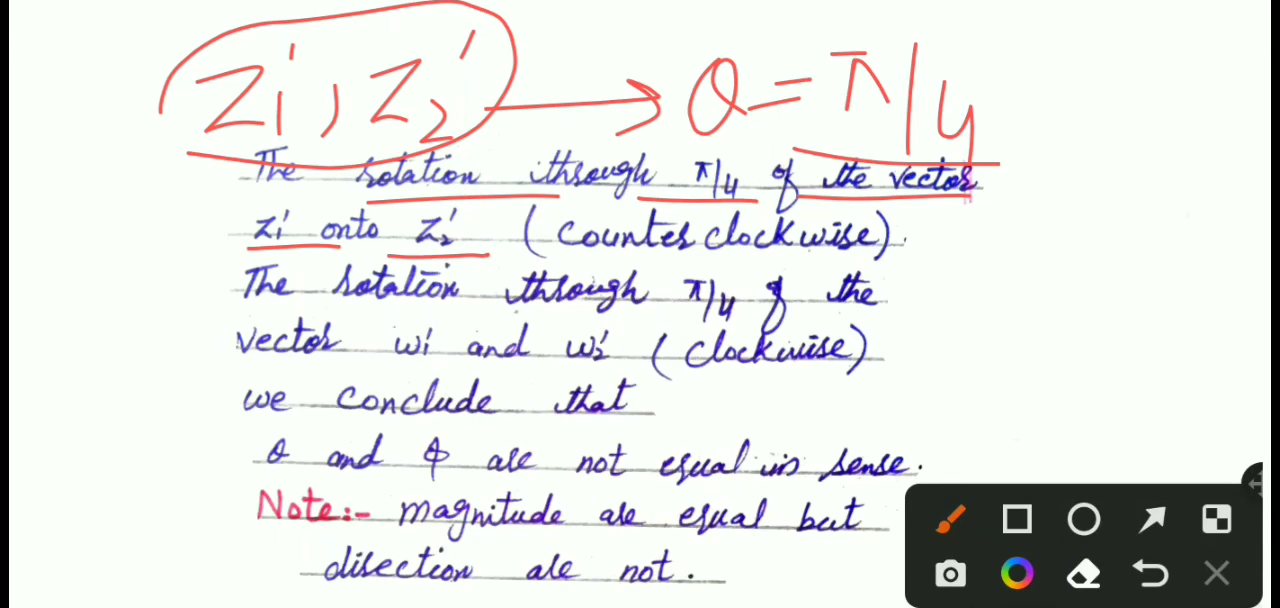 z₁', z₂' → θ = π/4
The rotation through π/4 of the vector
z₁' onto z₂' (Counter clockwise).
The rotation through π/4 of the
vector w₁' and w₂' (clockwise)
we conclude that
θ and ϕ are not equal in sense.
Note:- magnitude are equal but
direction are not.